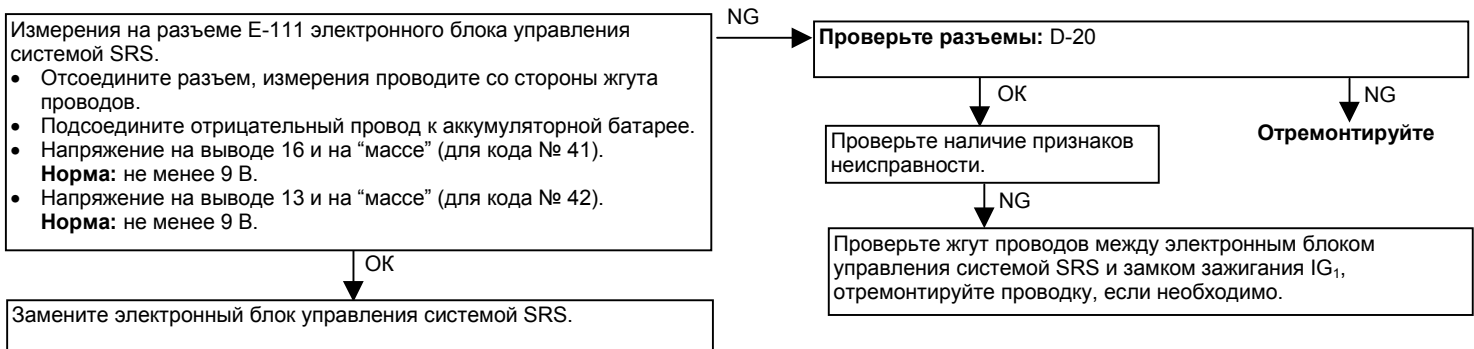 Измерения на разъеме E-111 электронного блока управления
системой SRS.
• Отсоедините разъем, измерения проводите со стороны жгута
проводов.
• Подсоедините отрицательный провод к аккумуляторной батарее.
• Напряжение на выводе 16 и на “массе” (для кода № 41).
Норма: не менее 9 В.
• Напряжение на выводе 13 и на “массе” (для кода № 42).
Норма: не менее 9 В.
NG
Проверьте разъемы: D-20
ОК
NG
Проверьте наличие признаков
неисправности.
Отремонтируйте
NG
Проверьте жгут проводов между электронным блоком
управления системой SRS и замком зажигания IG₁,
отремонтируйте проводку, если необходимо.
ОК
Замените электронный блок управления системой SRS.